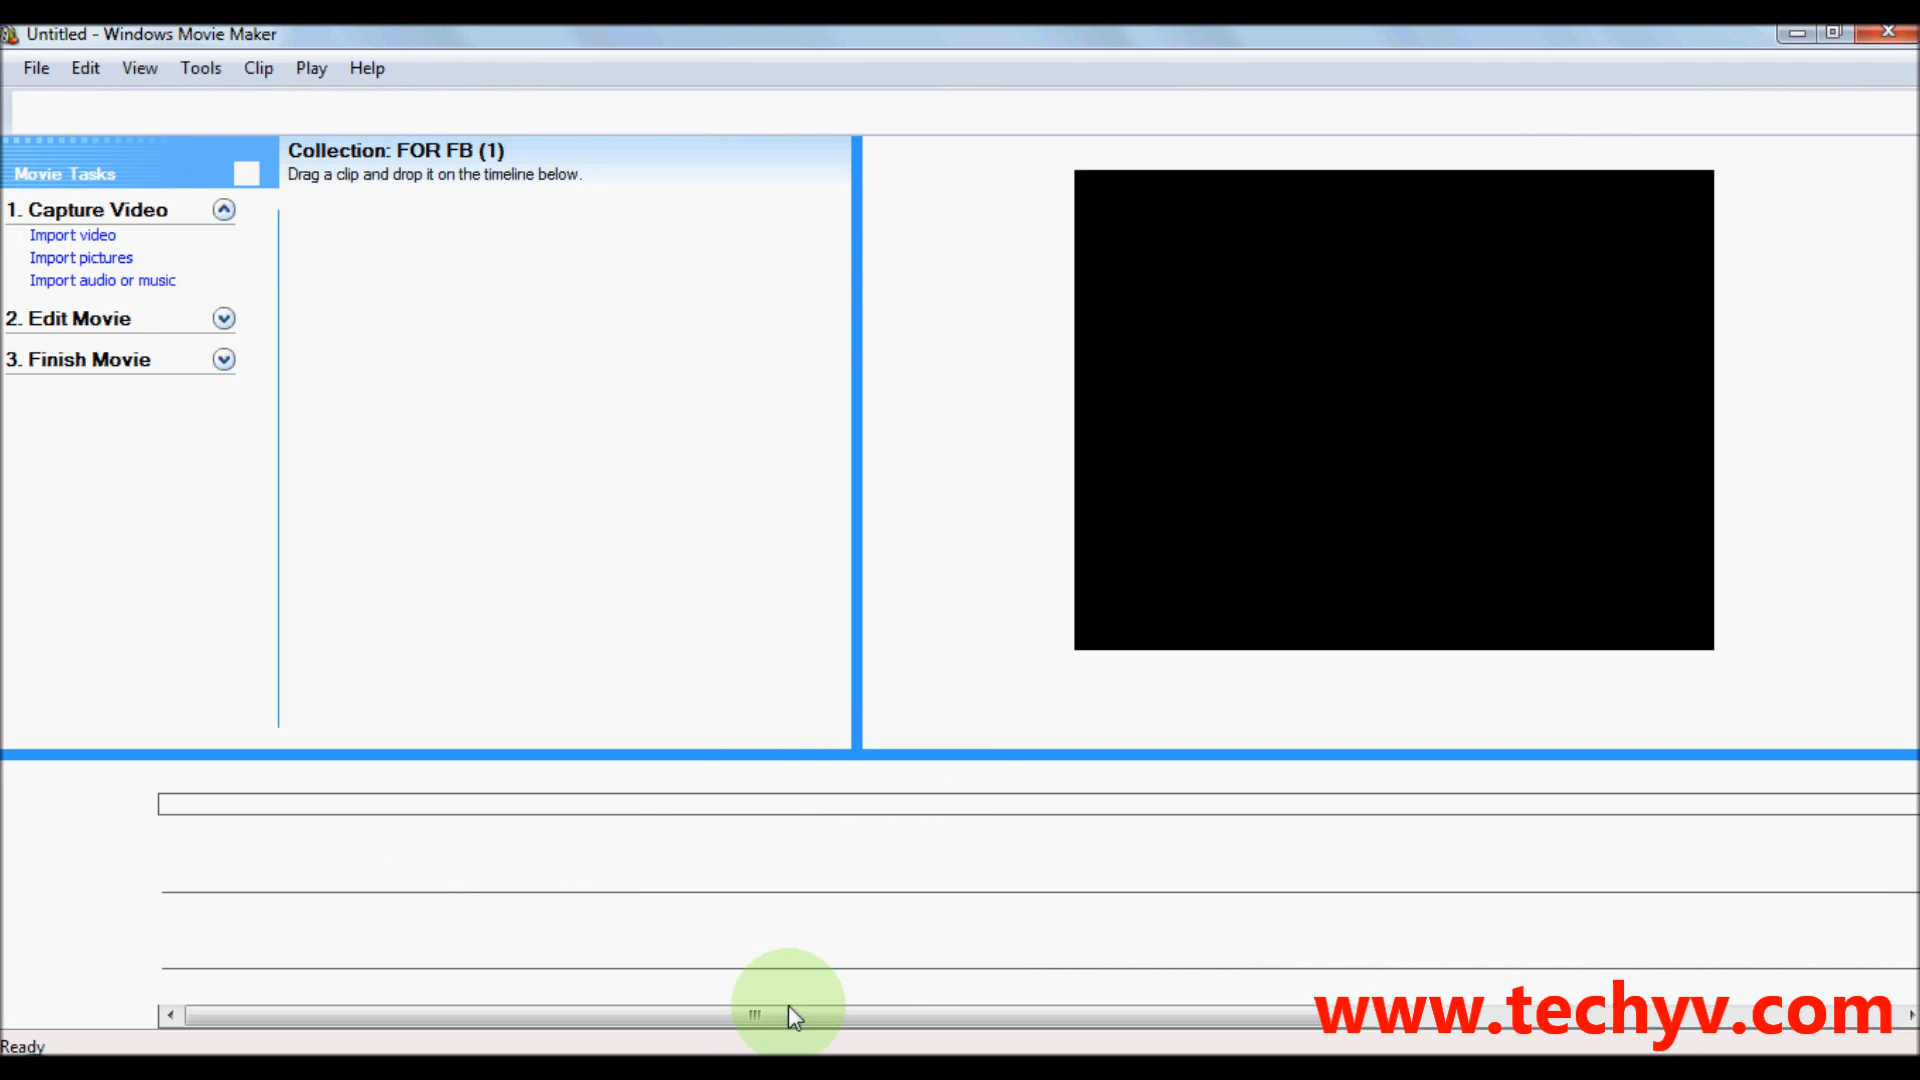 Untitled - Windows Movie Maker
File Edit View Tools Clip Play Help
Movie Tasks
Collection: FOR FB (1)
Drag a clip and drop it on the timeline below.
1. Capture Video
Import video
Import pictures
Import audio or music
2. Edit Movie
3. Finish Movie
www.techyv.com
Ready